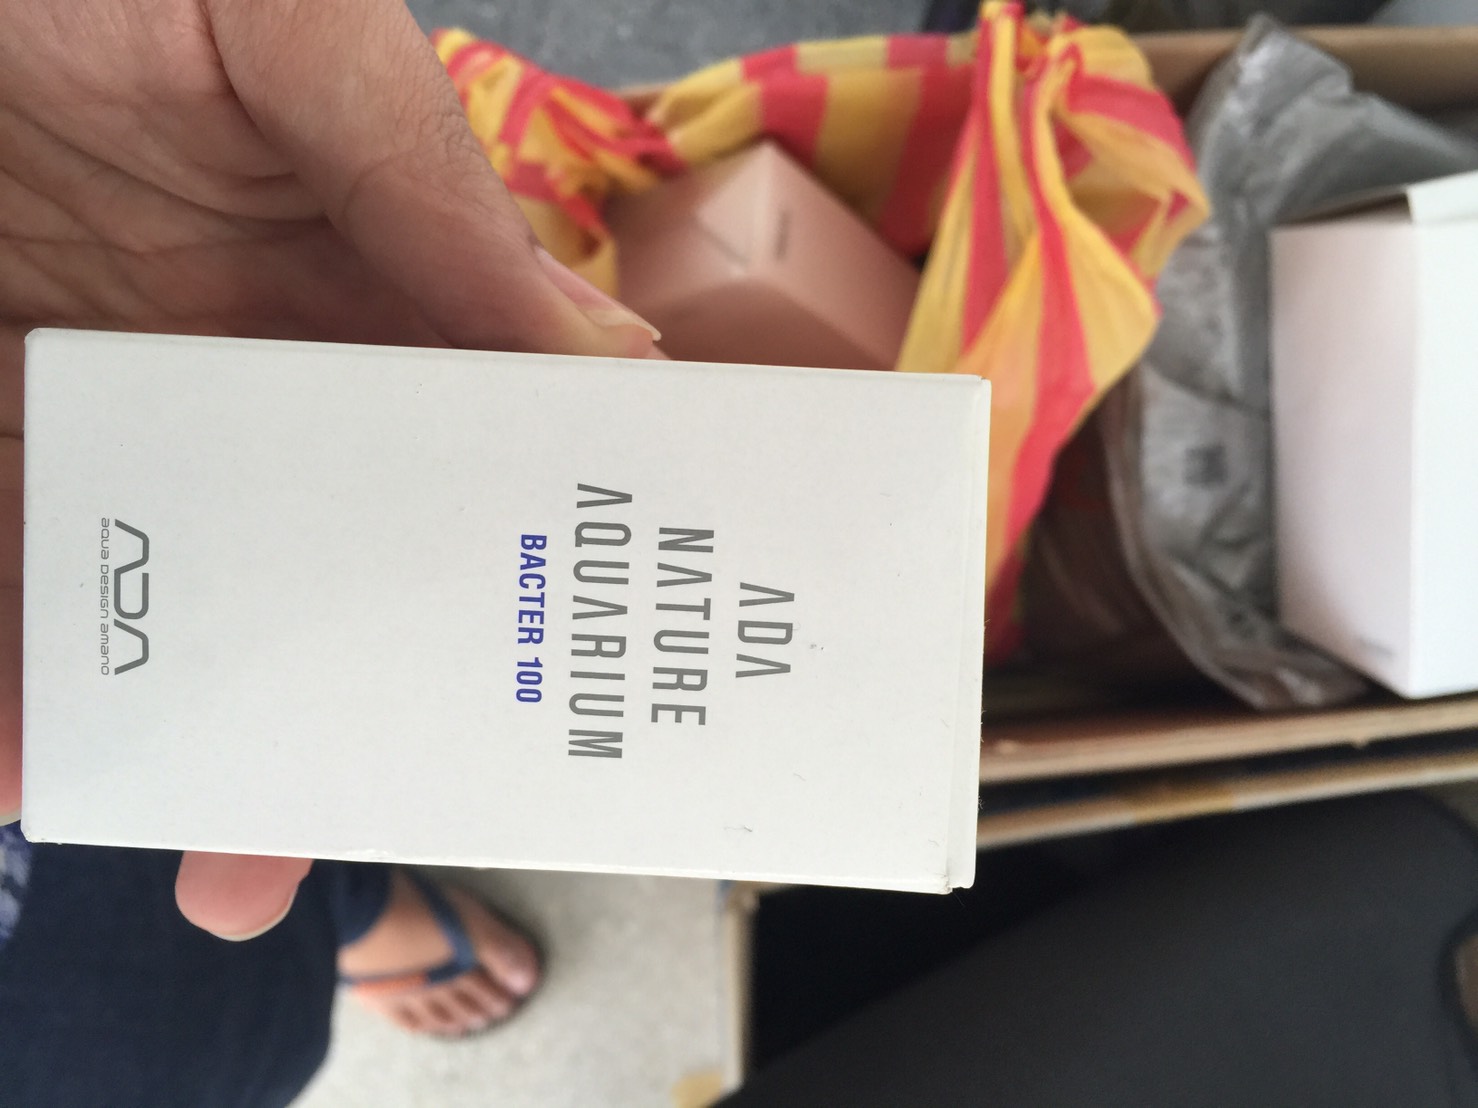 ADA
NATURE
AQUARIUM
BACTER 100
ADA
aqua design amano